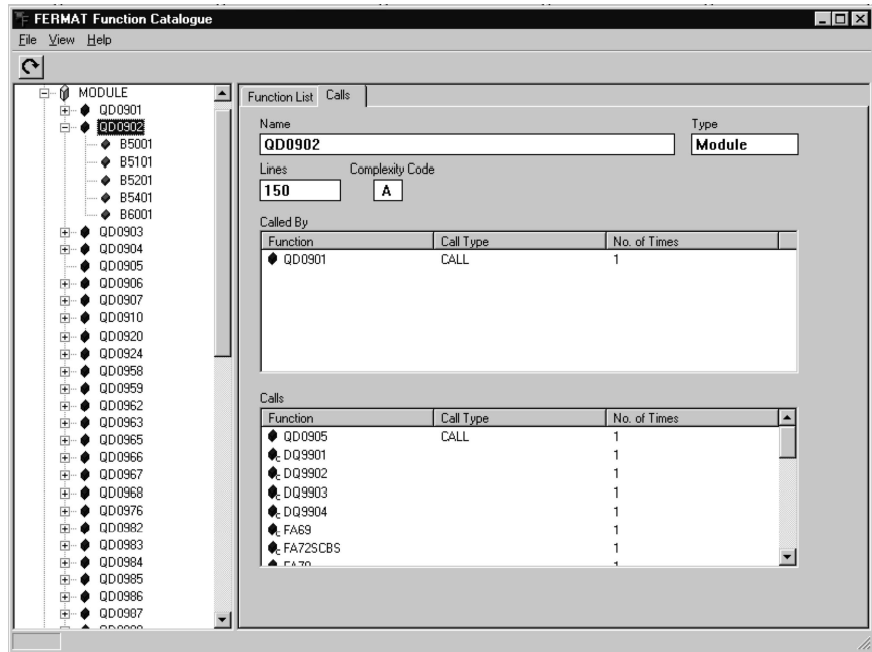 FERMAT Function Catalogue
File View Help
MODULE
QD0901
QD0902
B5001
B5101
B5201
B5401
B6001
QD0903
QD0904
QD0905
QD0906
QD0907
QD0910
QD0920
QD0924
QD0958
QD0959
QD0962
QD0963
QD0965
QD0966
QD0967
QD0968
QD0976
QD0982
QD0983
QD0984
QD0985
QD0986
QD0987
Function List Calls
Name Type
QD0902 Module
Lines Complexity Code
150 A
Called By
Function Call Type No. of Times
QD0901 CALL 1
Calls
Function Call Type No. of Times
QD0905 CALL 1
DQ9901 1
DQ9902 1
DQ9903 1
DQ9904 1
FA69 1
FA72SCBS 1